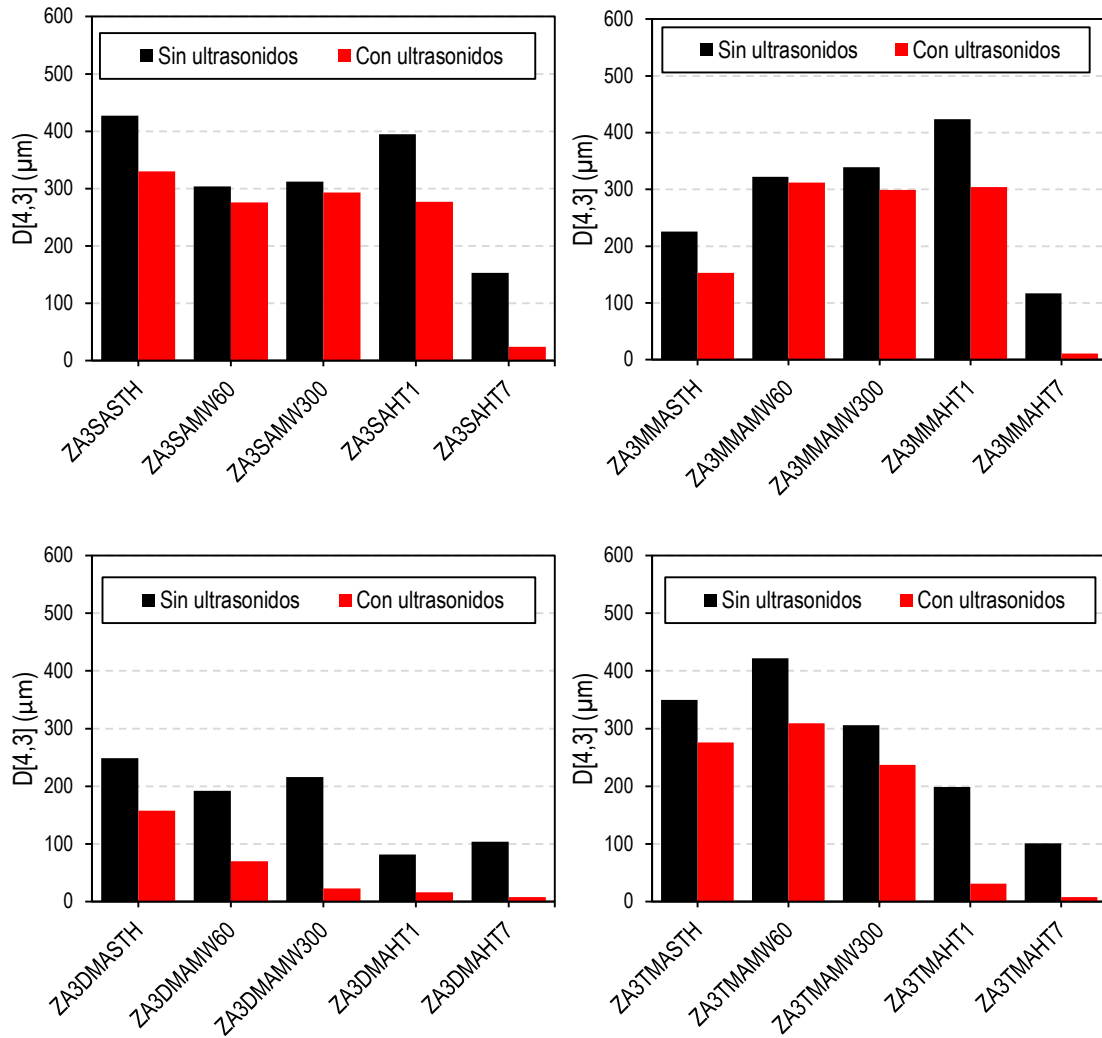 600
500
400
300
200
100
0
D[4,3] (µm)
Sin ultrasonidos Con ultrasonidos
ZA3SASTH
ZA3SAMW60
ZA3SAMW300
ZA3SAHT1
ZA3SAHT7
600
500
400
300
200
100
0
D[4,3] (µm)
Sin ultrasonidos Con ultrasonidos
ZA3MMASTH
ZA3MMAMW60
ZA3MMAMW300
ZA3MMAHT1
ZA3MMAHT7
600
500
400
300
200
100
0
D[4,3] (µm)
Sin ultrasonidos Con ultrasonidos
ZA3DMASTH
ZA3DMAMW60
ZA3DMAMW300
ZA3DMAHT1
ZA3DMAHT7
600
500
400
300
200
100
0
D[4,3] (µm)
Sin ultrasonidos Con ultrasonidos
ZA3TMASTH
ZA3TMAMW60
ZA3TMAMW300
ZA3TMAHT1
ZA3TMAHT7